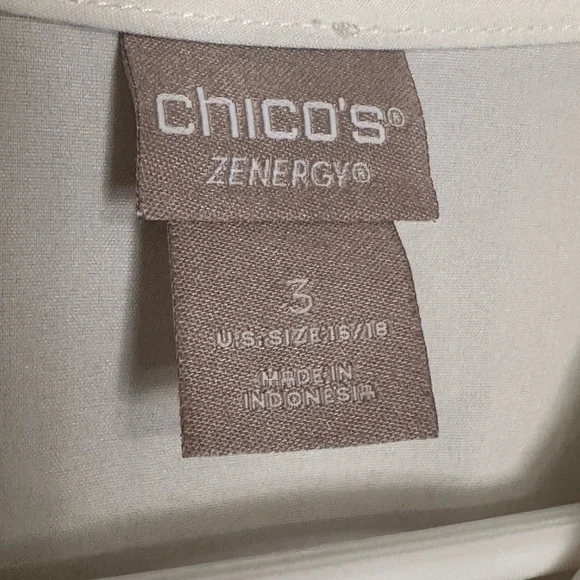 chico's®
ZENERGY®
3
U.S. SIZE:16/18
MADE IN
INDONESIA